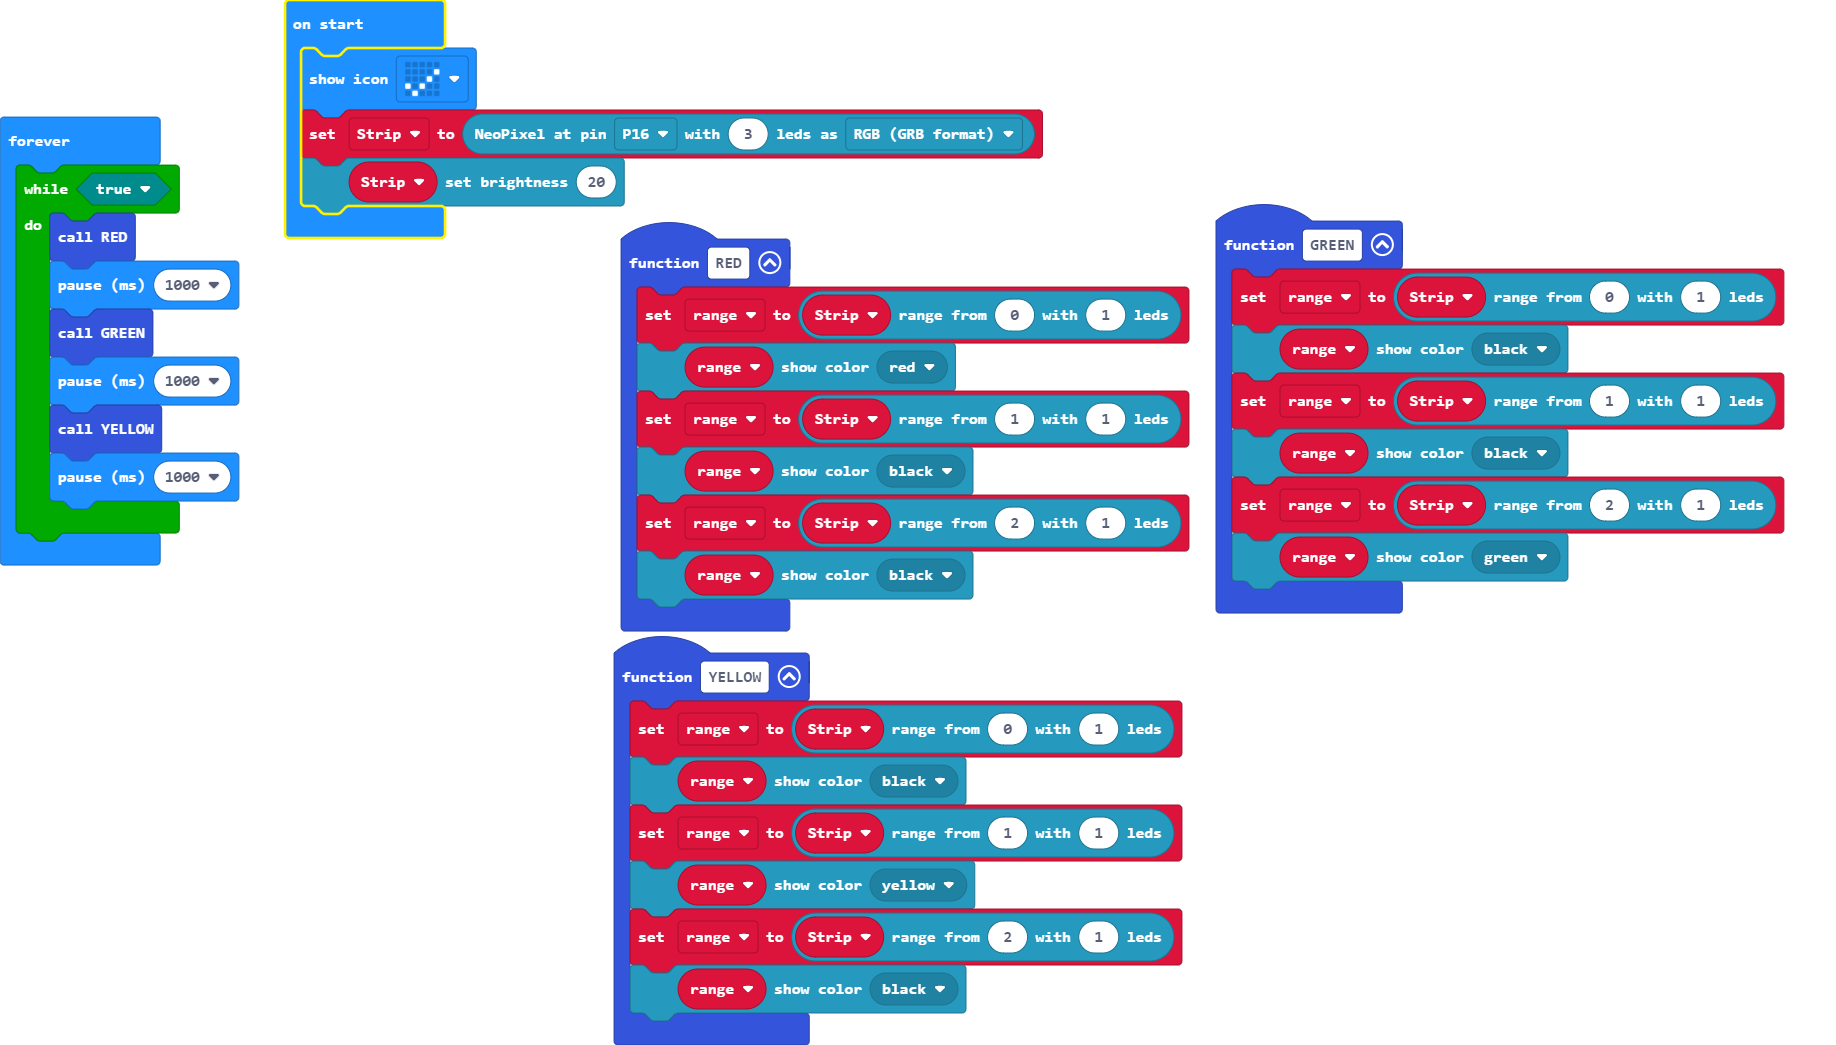 on start
show icon
set Strip to NeoPixel at pin P16 with 3 leds as RGB (GRB format)
Strip set brightness 20
forever
while true
do
call RED
pause (ms) 1000
call GREEN
pause (ms) 1000
call YELLOW
pause (ms) 1000
function RED
set range to Strip range from 0 with 1 leds
range show color red
set range to Strip range from 1 with 1 leds
range show color black
set range to Strip range from 2 with 1 leds
range show color black
function GREEN
set range to Strip range from 0 with 1 leds
range show color black
set range to Strip range from 1 with 1 leds
range show color black
set range to Strip range from 2 with 1 leds
range show color green
function YELLOW
set range to Strip range from 0 with 1 leds
range show color black
set range to Strip range from 1 with 1 leds
range show color yellow
set range to Strip range from 2 with 1 leds
range show color black